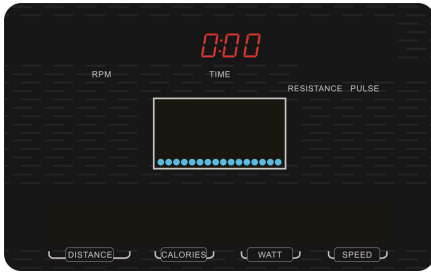 0:00
RPM TIME
RESISTANCE PULSE
DISTANCE CALORIES WATT SPEED